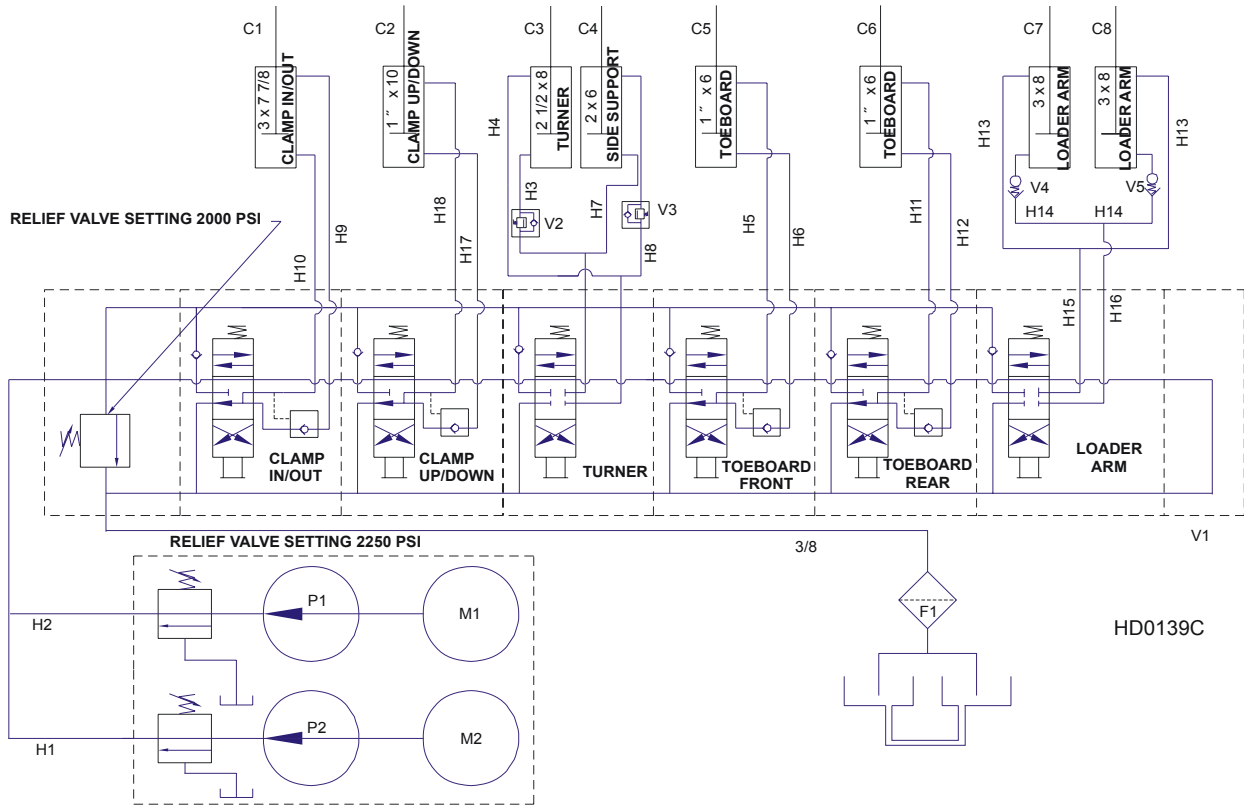 C1
C2
C3
C4
C5
C6
C7
C8
3 x 7 7/8
CLAMP IN/OUT
1 ″ x 10
CLAMP UP/DOWN
2 1/2 x 8
TURNER
2 x 6
SIDE SUPPORT
1 ″ x 6
TOEBOARD
1 ″ x 6
TOEBOARD
3 x 8
LOADER ARM
3 x 8
LOADER ARM
H4
H13
H13
H3
H7
V4
V5
RELIEF VALVE SETTING 2000 PSI
H9
H10
H18
H17
V2
V3
H8
H5
H6
H11
H12
H14
H14
H15
H16
CLAMP
IN/OUT
CLAMP
UP/DOWN
TURNER
TOEBOARD
FRONT
TOEBOARD
REAR
LOADER
ARM
RELIEF VALVE SETTING 2250 PSI
3/8
V1
P1
M1
H2
F1
HD0139C
P2
M2
H1